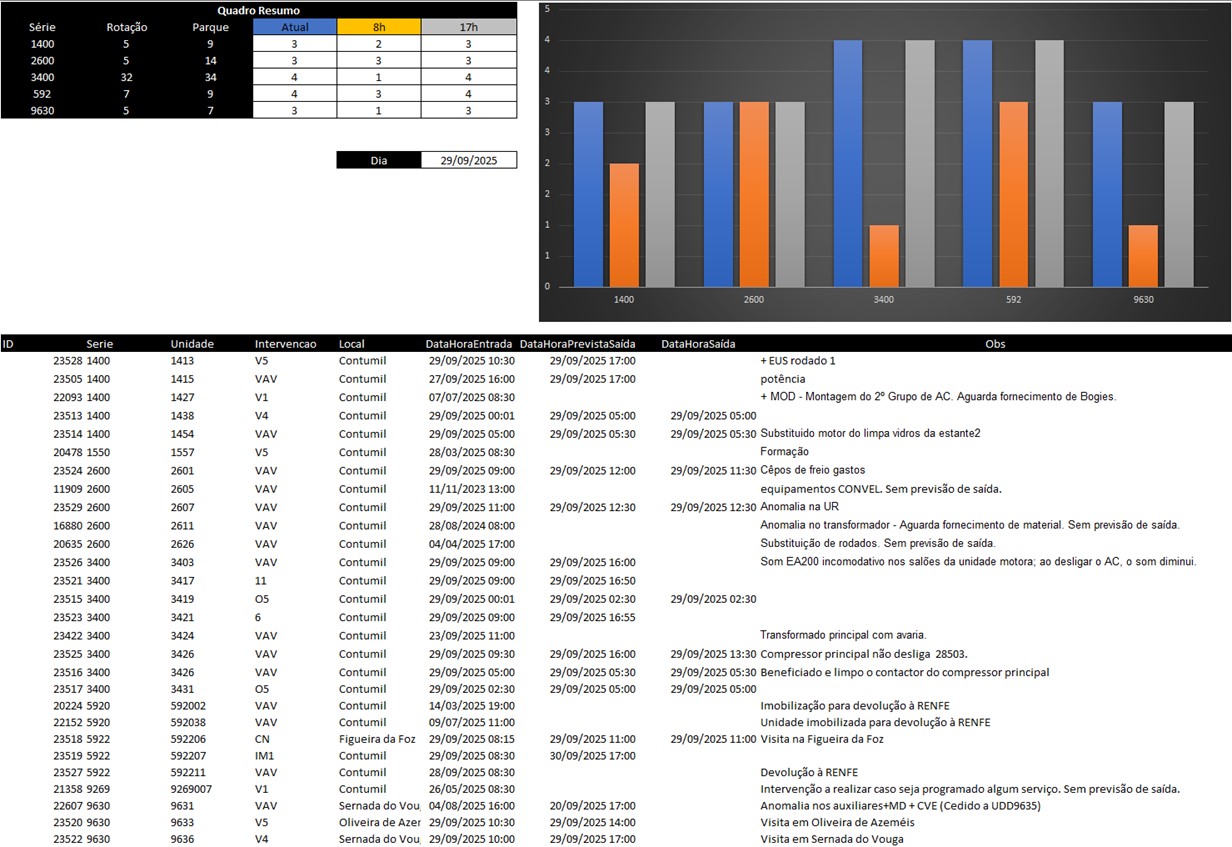 Quadro Resumo
Série Rotação Parque Atual 8h 17h
1400 5 9 3 2 3
2600 5 14 3 3 3
3400 32 34 4 1 4
592 7 9 4 3 4
9630 5 7 3 1 3
Dia 29/09/2025
5
4
4
3
3
2
2
1
1
0
1400 2600 3400 592 9630
ID Serie Unidade Intervencao Local DataHoraEntrada DataHoraPrevistaSaída DataHoraSaída Obs
23528 1400 1413 V5 Contumil 29/09/2025 10:30 29/09/2025 17:00 + EUS rodado 1
23505 1400 1415 VAV Contumil 27/09/2025 16:00 29/09/2025 17:00 potência
22093 1400 1427 V1 Contumil 07/07/2025 08:30 + MOD - Montagem do 2º Grupo de AC. Aguarda fornecimento de Bogies.
23513 1400 1438 V4 Contumil 29/09/2025 00:01 29/09/2025 05:00 29/09/2025 05:00
23514 1400 1454 VAV Contumil 29/09/2025 05:00 29/09/2025 05:30 29/09/2025 05:30 Substituido motor do limpa vidros da estante2
20478 1550 1557 V5 Contumil 28/03/2025 08:30 Formação
23524 2600 2601 VAV Contumil 29/09/2025 09:00 29/09/2025 12:00 29/09/2025 11:30 Cêpos de freio gastos
11909 2600 2605 VAV Contumil 11/11/2023 13:00 equipamentos CONVEL. Sem previsão de saída.
23529 2600 2607 VAV Contumil 29/09/2025 11:00 29/09/2025 12:30 29/09/2025 12:30 Anomalia na UR
16880 2600 2611 VAV Contumil 28/08/2024 08:00 Anomalia no transformador - Aguarda fornecimento de material. Sem previsão de saída.
20635 2600 2626 VAV Contumil 04/04/2025 17:00 Substituição de rodados. Sem previsão de saída.
23526 3400 3403 VAV Contumil 29/09/2025 09:00 29/09/2025 16:00 Som EA200 incomodativo nos salões da unidade motora; ao desligar o AC, o som diminui.
23521 3400 3417 11 Contumil 29/09/2025 09:00 29/09/2025 16:50
23515 3400 3419 O5 Contumil 29/09/2025 00:01 29/09/2025 02:30 29/09/2025 02:30
23523 3400 3421 6 Contumil 29/09/2025 09:00 29/09/2025 16:55
23422 3400 3424 VAV Contumil 23/09/2025 11:00 Transformado principal com avaria.
23525 3400 3426 VAV Contumil 29/09/2025 09:30 29/09/2025 16:00 29/09/2025 13:30 Compressor principal não desliga 28503.
23516 3400 3426 VAV Contumil 29/09/2025 05:00 29/09/2025 05:30 29/09/2025 05:30 Beneficiado e limpo o contactor do compressor principal
23517 3400 3431 O5 Contumil 29/09/2025 02:30 29/09/2025 05:00 29/09/2025 05:00
20224 5920 592002 VAV Contumil 14/03/2025 19:00 Imobilização para devolução à RENFE
22152 5920 592038 VAV Contumil 09/07/2025 11:00 Unidade imobilizada para devolução à RENFE
23518 5922 592206 CN Figueira da Foz 29/09/2025 08:15 29/09/2025 11:00 29/09/2025 11:00 Visita na Figueira da Foz
23519 5922 592207 IM1 Contumil 29/09/2025 08:30 30/09/2025 17:00
23527 5922 592211 VAV Contumil 28/09/2025 08:30 Devolução à RENFE
21358 9269 9269007 V1 Contumil 26/05/2025 08:30 Intervenção a realizar caso seja programado algum serviço. Sem previsão de saída.
22607 9630 9631 VAV Sernada do Vou 04/08/2025 16:00 20/09/2025 17:00 Anomalia nos auxiliares+MD + CVE (Cedido a UDD9635)
23520 9630 9633 V5 Oliveira de Azer 29/09/2025 10:30 29/09/2025 14:00 Visita em Oliveira de Azeméis
23522 9630 9636 V4 Sernada do Vou 29/09/2025 10:00 29/09/2025 17:00 Visita em Sernada do Vouga